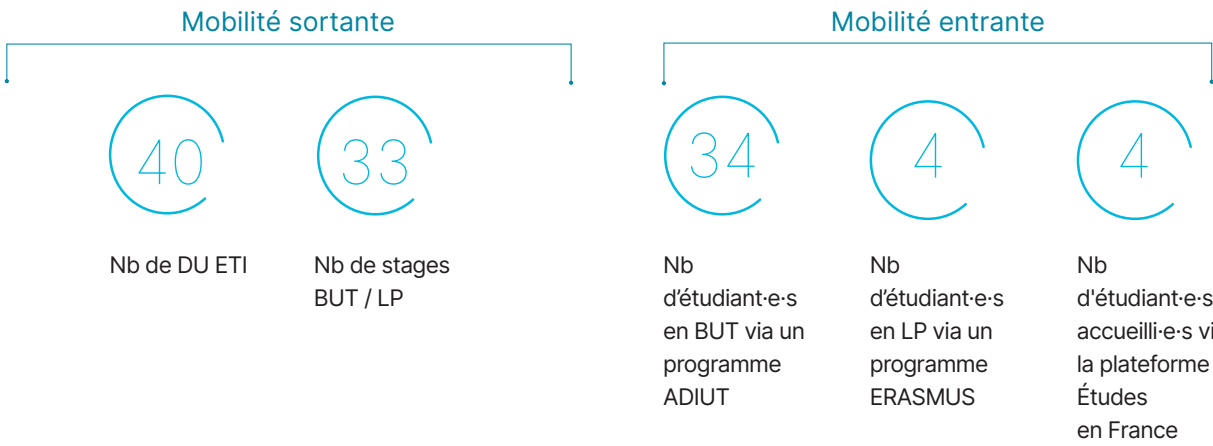 Mobilité sortante
40
33
Nb de DU ETI
Nb de stages
BUT / LP
Mobilité entrante
34
4
4
Nb
d'étudiant·e·s
en BUT via un
programme
ADIUT
Nb
d'étudiant·e·s
en LP via un
programme
ERASMUS
Nb
d'étudiant·e·s
accueilli·e·s vi
la plateforme
Études
en France